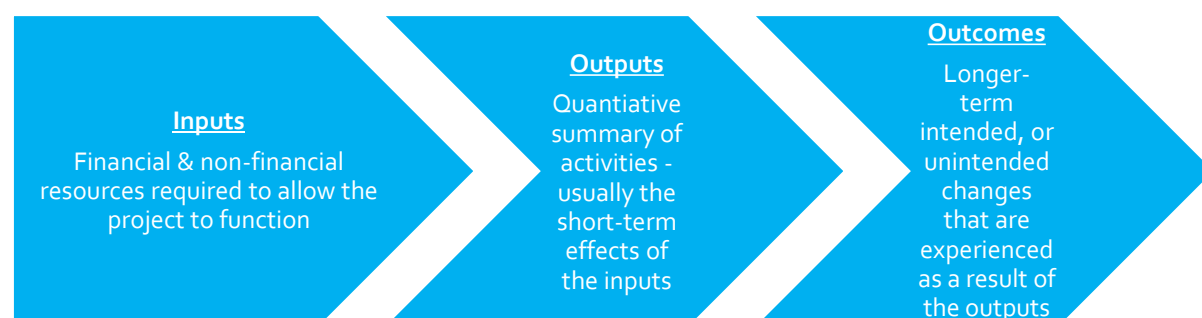 Inputs
Financial & non-financial
resources required to allow the
project to function
Outputs
Quantiative
summary of
activities -
usually the
short-term
effects of
the inputs
Outcomes
Longer-
term
intended, or
unintended
changes
that are
experienced
as a result of
the outputs